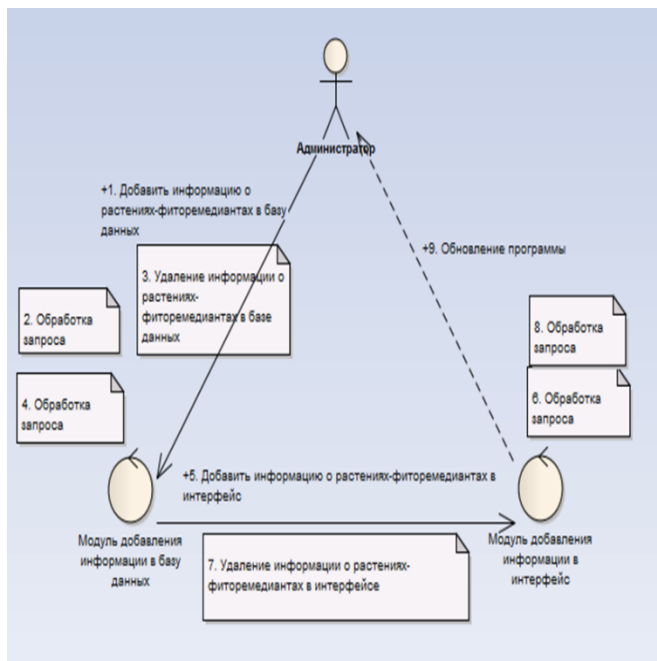 Администратор
+1. Добавить информацию о
растениях-фиторемедиантах в базу
данных
+9. Обновление программы
3. Удаление информации о
растениях-
фиторемедиантах в базе
данных
2. Обработка
запроса
8. Обработка
запроса
4. Обработка
запроса
6. Обработка
запроса
+5. Добавить информацию о растениях-фиторемедиантах в
интерфейс
Модуль добавления
информации в базу
данных
Модуль добавления
информации в
интерфейс
7. Удаление информации о растениях-
фиторемедиантах в интерфейсе